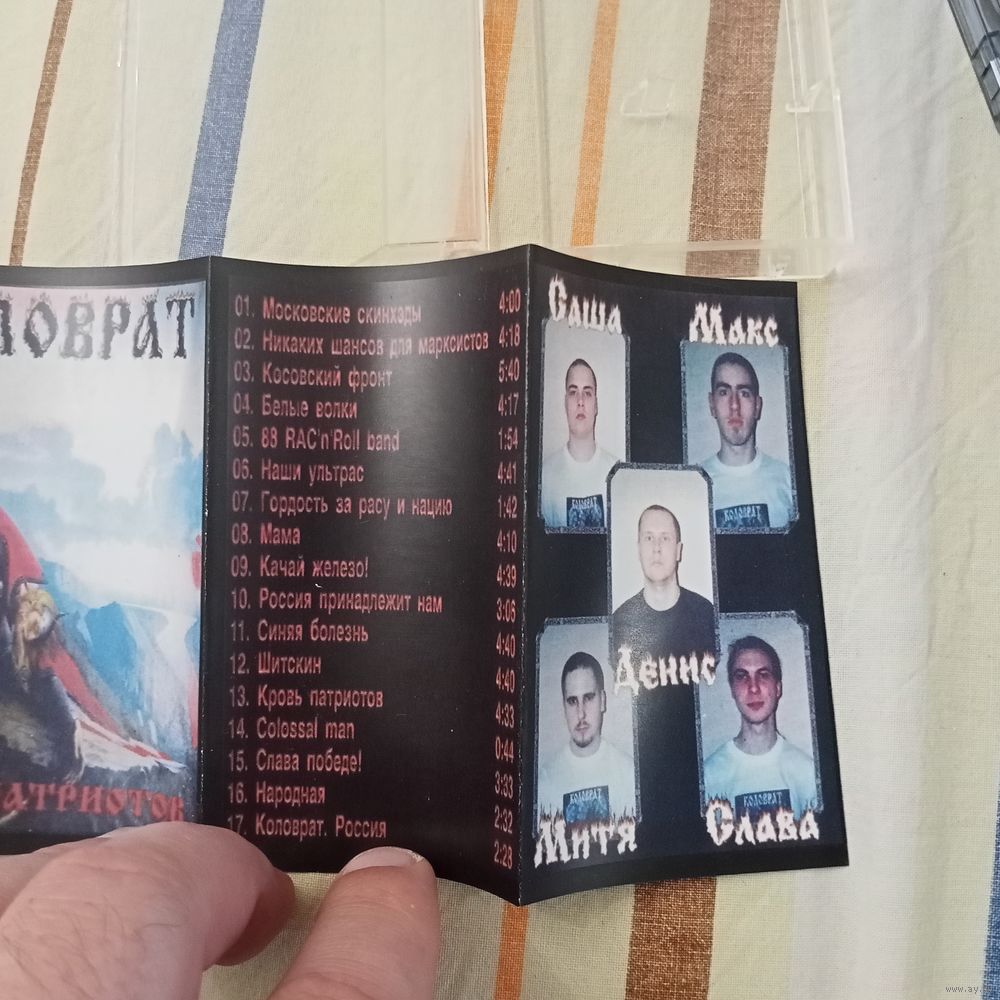 ЛОВРАТ
АТРИОТОВ
01. Московские скинхэды 4:00
02. Никаких шансов для марксистов 4:18
03. Косовский фронт 5:40
04. Белые волки 4:17
05. 88 RAC'n'Roll band 1:54
06. Наши ультрас 4:41
07. Гордость за расу и нацию 1:42
08. Мама 4:10
09. Качай железо! 4:39
10. Россия принадлежит нам 3:06
11. Синяя болезнь 4:40
12. Шитскин 4:40
13. Кровь патриотов 4:33
14. Colossal man 0:44
15. Слава победе! 3:33
16. Народная 2:32
17. Коловрат. Россия 2:28
Саша
Макс
КОЛОВРАТ
КОЛОВРАТ
Денис
КОЛОВРАТ
КОЛОВРАТ
Митя
Слава